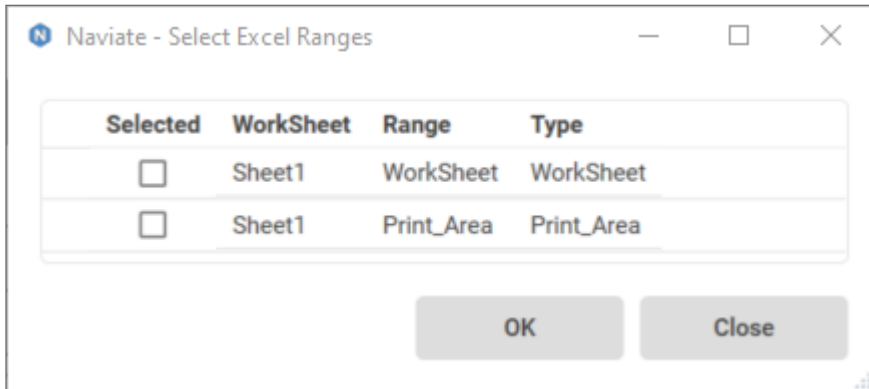 N Naviate - Select Excel Ranges
Selected WorkSheet Range Type
Sheet1 WorkSheet WorkSheet
Sheet1 Print_Area Print_Area
OK Close